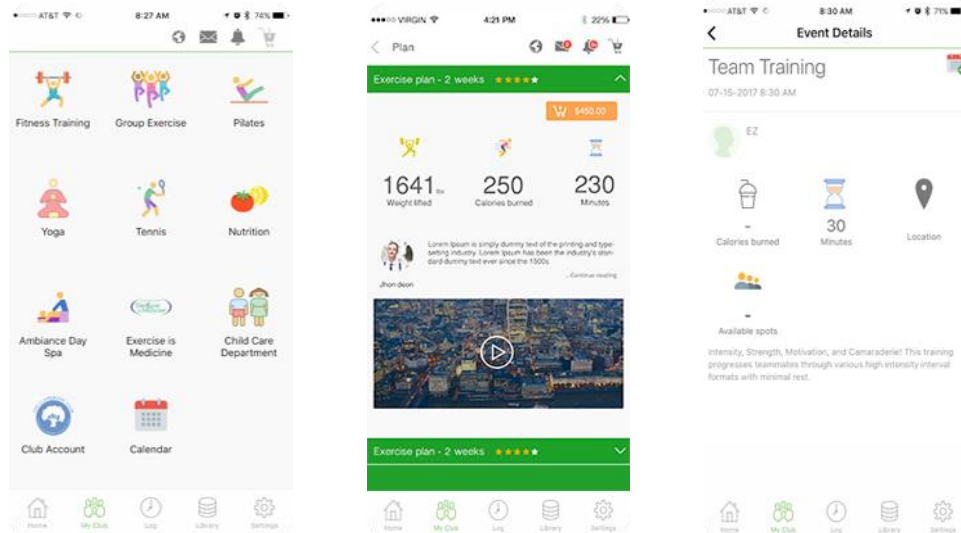 AT&T
8:27 AM
74%
Fitness Training
Group Exercise
Pilates
Yoga
Tennis
Nutrition
Ambiance Day
Spa
Exercise is
Medicine
Child Care
Department
Club Account
Calendar
Home
My Club
Log
Library
Settings
VIRGIN
4:21 PM
22%
Plan
Exercise plan - 2 weeks
$450.00
1641 lbs
Weight lifted
250
Calories burned
230
Minutes
Lorem Ipsum is simply dummy text of the printing and type-
setting industry. Lorem Ipsum has been the industry's stan-
dard dummy text ever since the 1500s
...Continue reading
Jhon deon
Exercise plan - 2 weeks
Home
My Club
Log
Library
Settings
AT&T
8:30 AM
71%
Event Details
Team Training
07-15-2017 8:30 AM
EZ
-
Calories burned
30
Minutes
Location
-
Available spots
Intensity, Strength, Motivation, and Camaraderie! This training
progresses teammates through various high intensity interval
formats with minimal rest.
Home
My Club
Log
Library
Settings